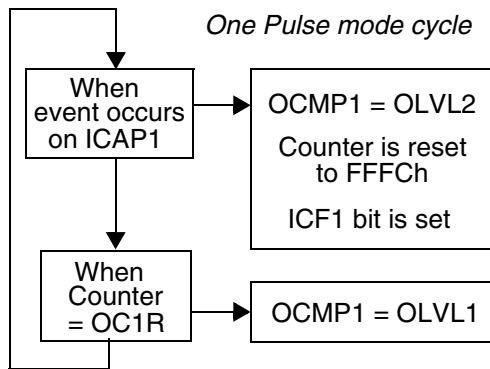 One Pulse mode cycle
When
event occurs
on ICAP1
OCMP1 = OLVL2
Counter is reset
to FFFCh
ICF1 bit is set
When
Counter
= OC1R
OCMP1 = OLVL1